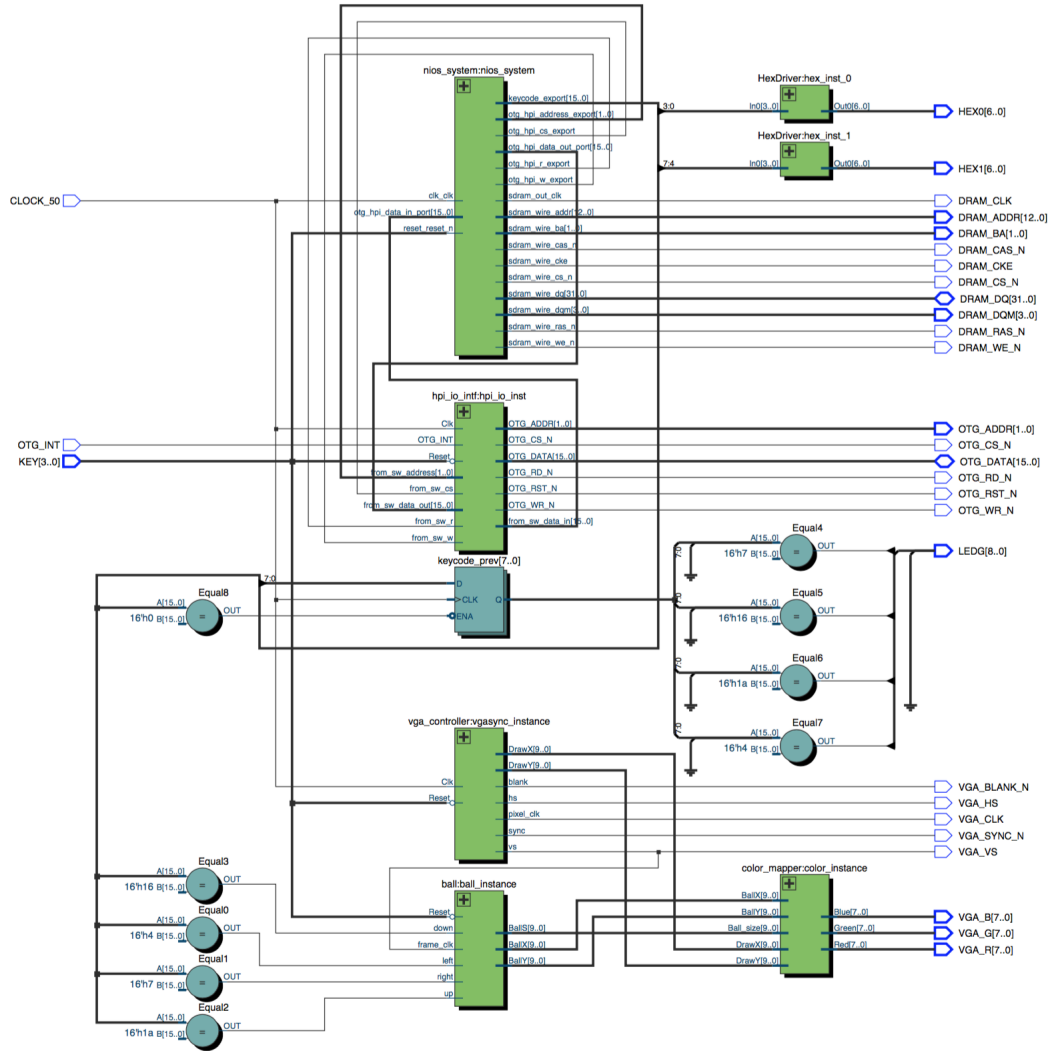 nios_system:nios_system
keycode_export[15..0]
otg_hpi_address_export[1..0]
otg_hpi_cs_export
otg_hpi_data_out_port[15..0]
otg_hpi_r_export
otg_hpi_w_export
clk_clk
sdram_out_clk
otg_hpi_data_in_port[15..0]
sdram_wire_addr[12..0]
reset_reset_n
sdram_wire_ba[1..0]
sdram_wire_cas_n
sdram_wire_cke
sdram_wire_cs_n
sdram_wire_dq[31..0]
sdram_wire_dqm[3..0]
sdram_wire_ras_n
sdram_wire_we_n
HexDriver:hex_inst_0
3:0
In0[3..0]
Out0[6..0]
HEX0[6..0]
HexDriver:hex_inst_1
7:4
In0[3..0]
Out0[6..0]
HEX1[6..0]
CLOCK_50
DRAM_CLK
DRAM_ADDR[12..0]
DRAM_BA[1..0]
DRAM_CAS_N
DRAM_CKE
DRAM_CS_N
DRAM_DQ[31..0]
DRAM_DQM[3..0]
DRAM_RAS_N
DRAM_WE_N
hpi_io_intf:hpi_io_inst
Clk
OTG_ADDR[1..0]
OTG_INT
OTG_CS_N
Reset
OTG_DATA[15..0]
from_sw_address[1..0]
OTG_RD_N
from_sw_cs
OTG_RST_N
from_sw_data_out[15..0]
OTG_WR_N
from_sw_r
from_sw_data_in[15..0]
from_sw_w
OTG_INT
KEY[3..0]
OTG_ADDR[1..0]
OTG_CS_N
OTG_DATA[15..0]
OTG_RD_N
OTG_RST_N
OTG_WR_N
keycode_prev[7..0]
7:0
D
CLK
Q
ENA
Equal8
A[15..0]
OUT
16'h0 B[15..0]
Equal4
7:0
A[15..0]
OUT
16'h7 B[15..0]
LEDG[8..0]
Equal5
7:0
A[15..0]
OUT
16'h16 B[15..0]
Equal6
7:0
A[15..0]
OUT
16'h1a B[15..0]
Equal7
7:0
A[15..0]
OUT
16'h4 B[15..0]
vga_controller:vgasync_instance
DrawX[9..0]
DrawY[9..0]
Clk
blank
Reset
hs
pixel_clk
sync
vs
VGA_BLANK_N
VGA_HS
VGA_CLK
VGA_SYNC_N
VGA_VS
Equal3
A[15..0]
OUT
16'h16 B[15..0]
Equal0
A[15..0]
OUT
16'h4 B[15..0]
Equal1
A[15..0]
OUT
16'h7 B[15..0]
Equal2
A[15..0]
OUT
16'h1a B[15..0]
ball:ball_instance
Reset
down
BallS[9..0]
frame_clk
BallX[9..0]
left
BallY[9..0]
right
up
color_mapper:color_instance
BallX[9..0]
BallY[9..0]
Blue[7..0]
Ball_size[9..0]
Green[7..0]
DrawX[9..0]
Red[7..0]
DrawY[9..0]
VGA_B[7..0]
VGA_G[7..0]
VGA_R[7..0]